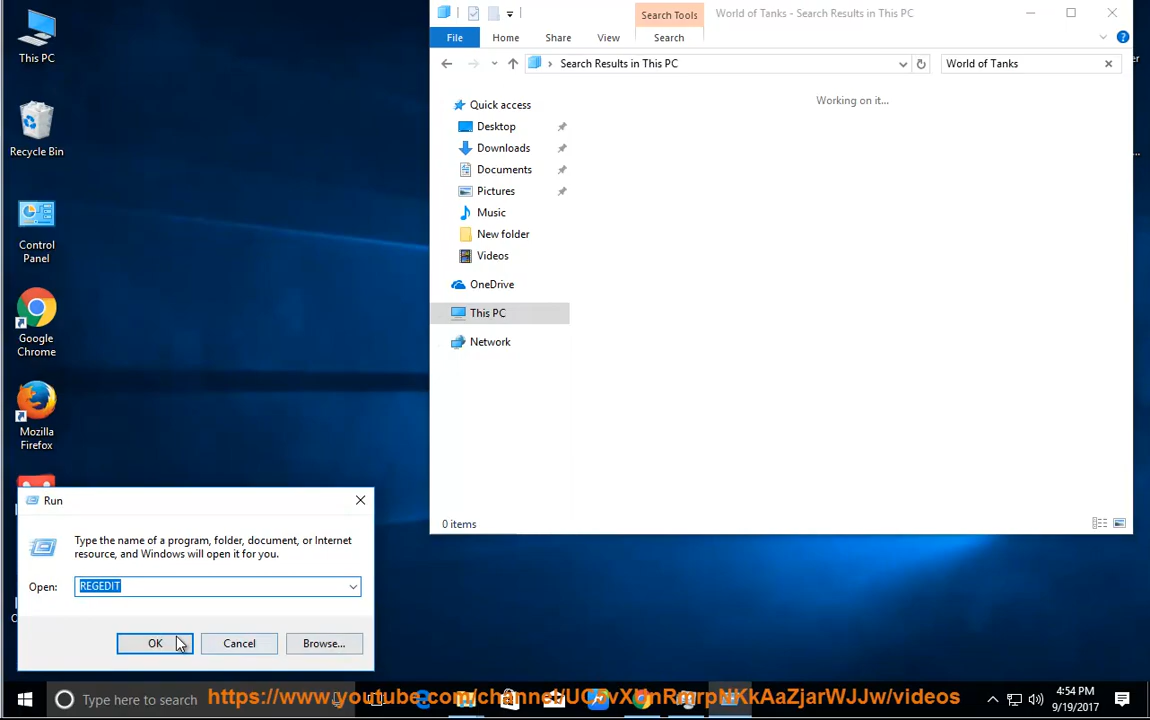 This PC
Recycle Bin
Control
Panel
Google
Chrome
Mozilla
Firefox
Search Tools
World of Tanks - Search Results in This PC
File
Home
Share
View
Search
Search Results in This PC
World of Tanks
Working on it...
Quick access
Desktop
Downloads
Documents
Pictures
Music
New folder
Videos
OneDrive
This PC
Network
0 items
Run
Type the name of a program, folder, document, or Internet
resource, and Windows will open it for you.
Open:
REGEDIT
OK
Cancel
Browse...
Type here to search
4:54 PM
9/19/2017